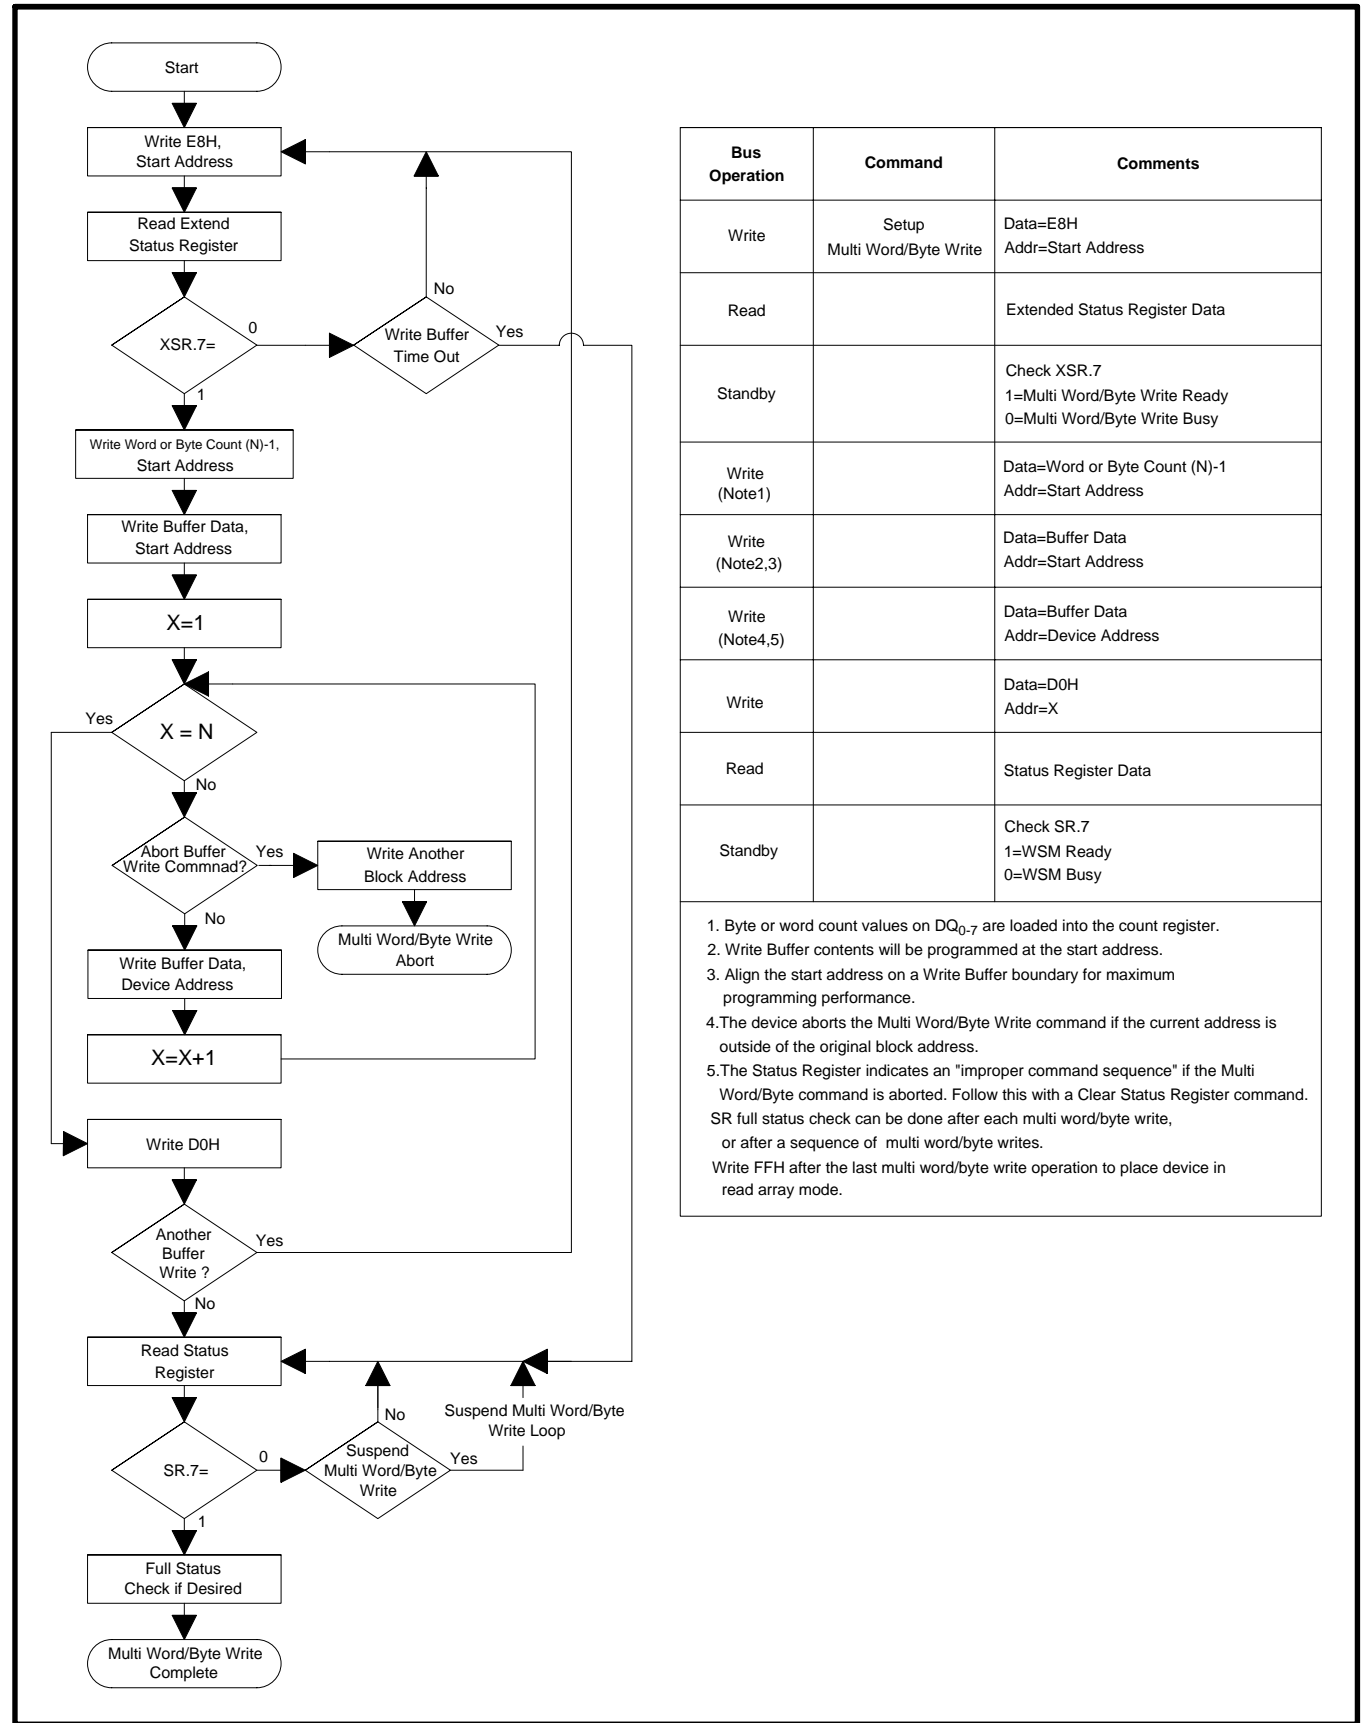 Start
Write E8H,
Start Address
Read Extend
Status Register
No
XSR.7=
0
Write Buffer
Time Out
Yes
1
Write Word or Byte Count (N)-1,
Start Address
Write Buffer Data,
Start Address
X=1
Yes
X = N
No
Abort Buffer
Write Commnad?
Yes
Write Another
Block Address
No
Multi Word/Byte Write
Abort
Write Buffer Data,
Device Address
X=X+1
Write D0H
Another
Buffer
Write ?
Yes
No
Read Status
Register
No
Suspend Multi Word/Byte
Write Loop
SR.7=
0
Suspend
Multi Word/Byte
Write
Yes
1
Full Status
Check if Desired
Multi Word/Byte Write
Complete
Bus
Operation
Command
Comments
Write
Setup
Multi Word/Byte Write
Data=E8H
Addr=Start Address
Read
Extended Status Register Data
Standby
Check XSR.7
1=Multi Word/Byte Write Ready
0=Multi Word/Byte Write Busy
Write
(Note1)
Data=Word or Byte Count (N)-1
Addr=Start Address
Write
(Note2,3)
Data=Buffer Data
Addr=Start Address
Write
(Note4,5)
Data=Buffer Data
Addr=Device Address
Write
Data=D0H
Addr=X
Read
Status Register Data
Standby
Check SR.7
1=WSM Ready
0=WSM Busy
1. Byte or word count values on DQ0-7 are loaded into the count register.
2. Write Buffer contents will be programmed at the start address.
3. Align the start address on a Write Buffer boundary for maximum
programming performance.
4.The device aborts the Multi Word/Byte Write command if the current address is
outside of the original block address.
5.The Status Register indicates an "improper command sequence" if the Multi
Word/Byte command is aborted. Follow this with a Clear Status Register command.
SR full status check can be done after each multi word/byte write,
or after a sequence of multi word/byte writes.
Write FFH after the last multi word/byte write operation to place device in
read array mode.